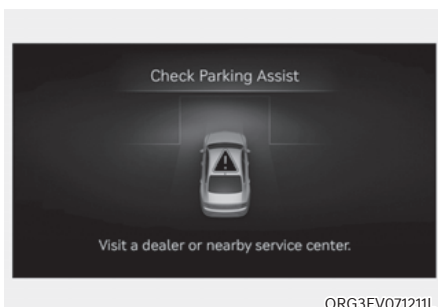 Check Parking Assist
Visit a dealer or nearby service center.
ORG3EV071211L